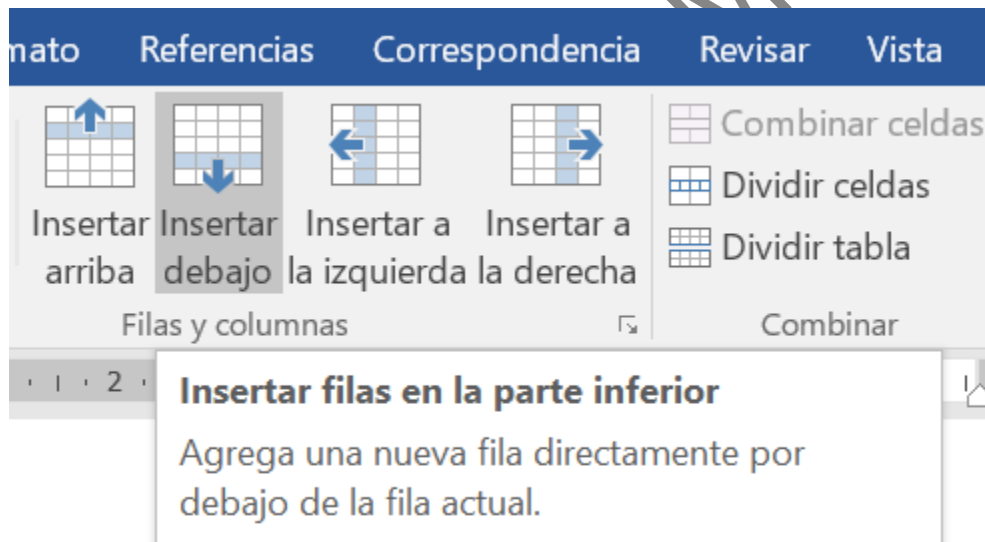 mato Referencias Correspondencia Revisar Vista
Insertar arriba
Insertar debajo
Insertar a la izquierda
Insertar a la derecha
Combinar celdas
Dividir celdas
Dividir tabla
Filas y columnas
Combinar
2
Insertar filas en la parte inferior
Agrega una nueva fila directamente por
debajo de la fila actual.